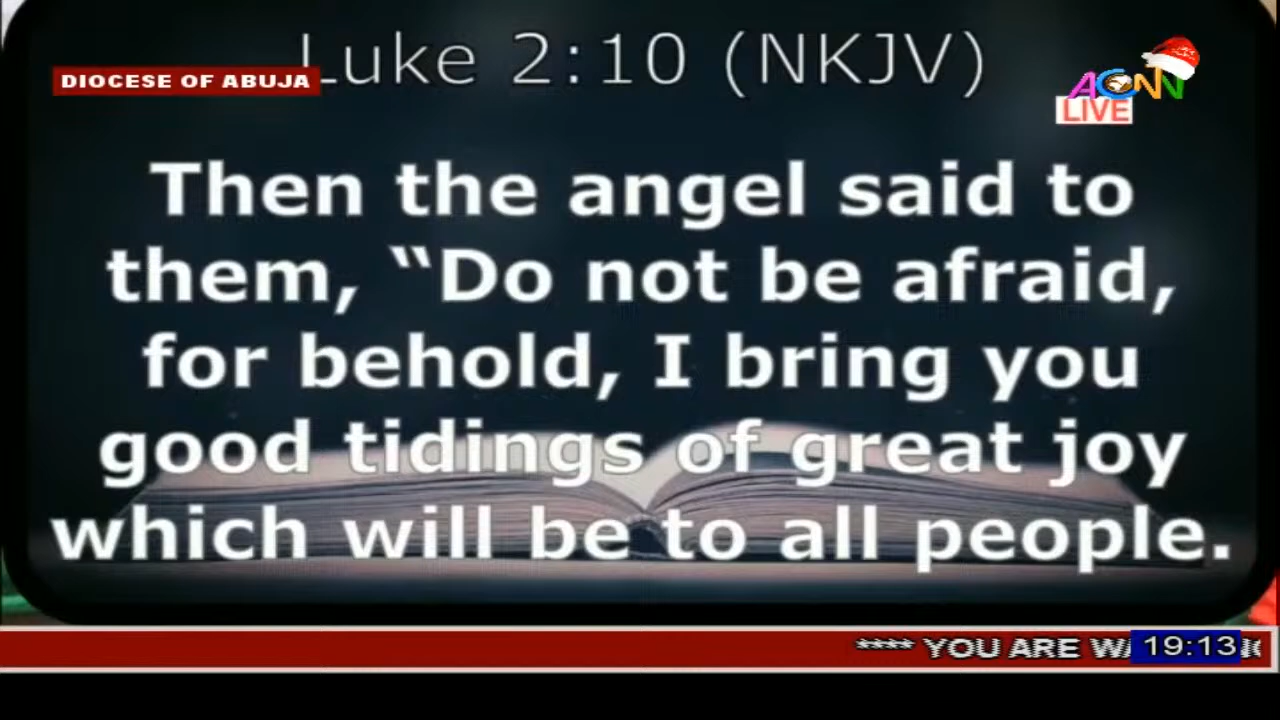 Luke 2:10 (NKJV)
DIOCESE OF ABUJA
ACNN
LIVE
Then the angel said to
them, “Do not be afraid,
for behold, I bring you
good tidings of great joy
which will be to all people.
**** YOU ARE
19:13